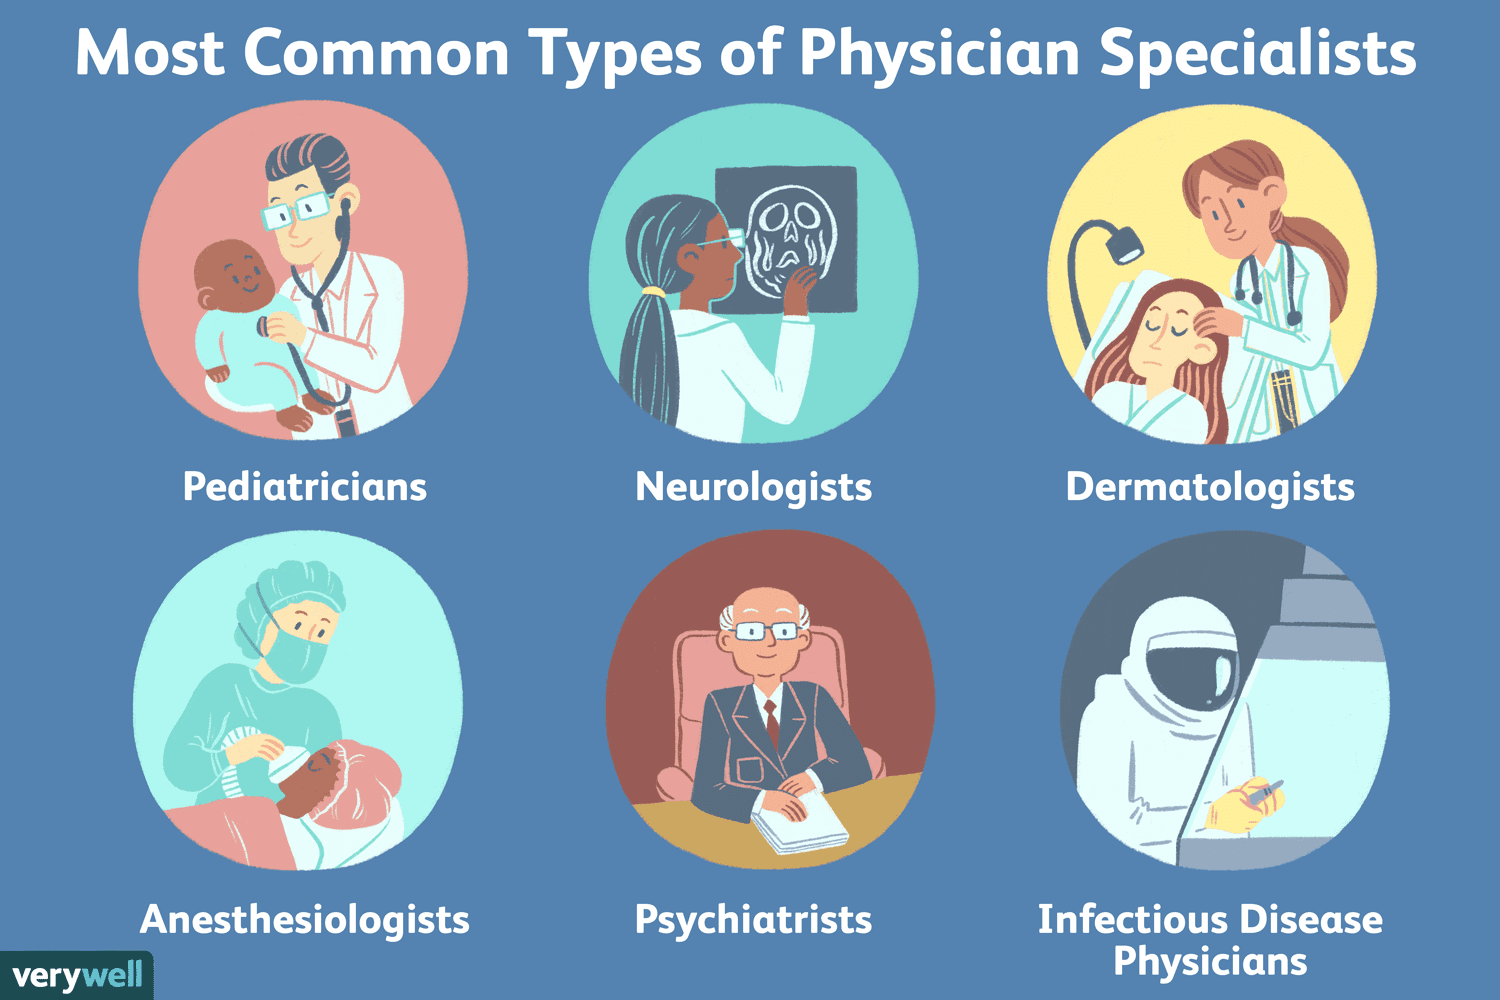 Most Common Types of Physician Specialists
Pediatricians
Neurologists
Dermatologists
Anesthesiologists
Psychiatrists
Infectious Disease
Physicians
verywell